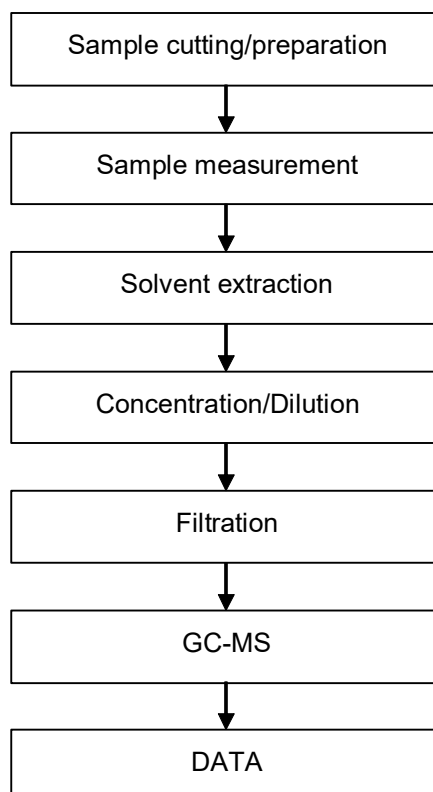 Sample cutting/preparation
Sample measurement
Solvent extraction
Concentration/Dilution
Filtration
GC-MS
DATA